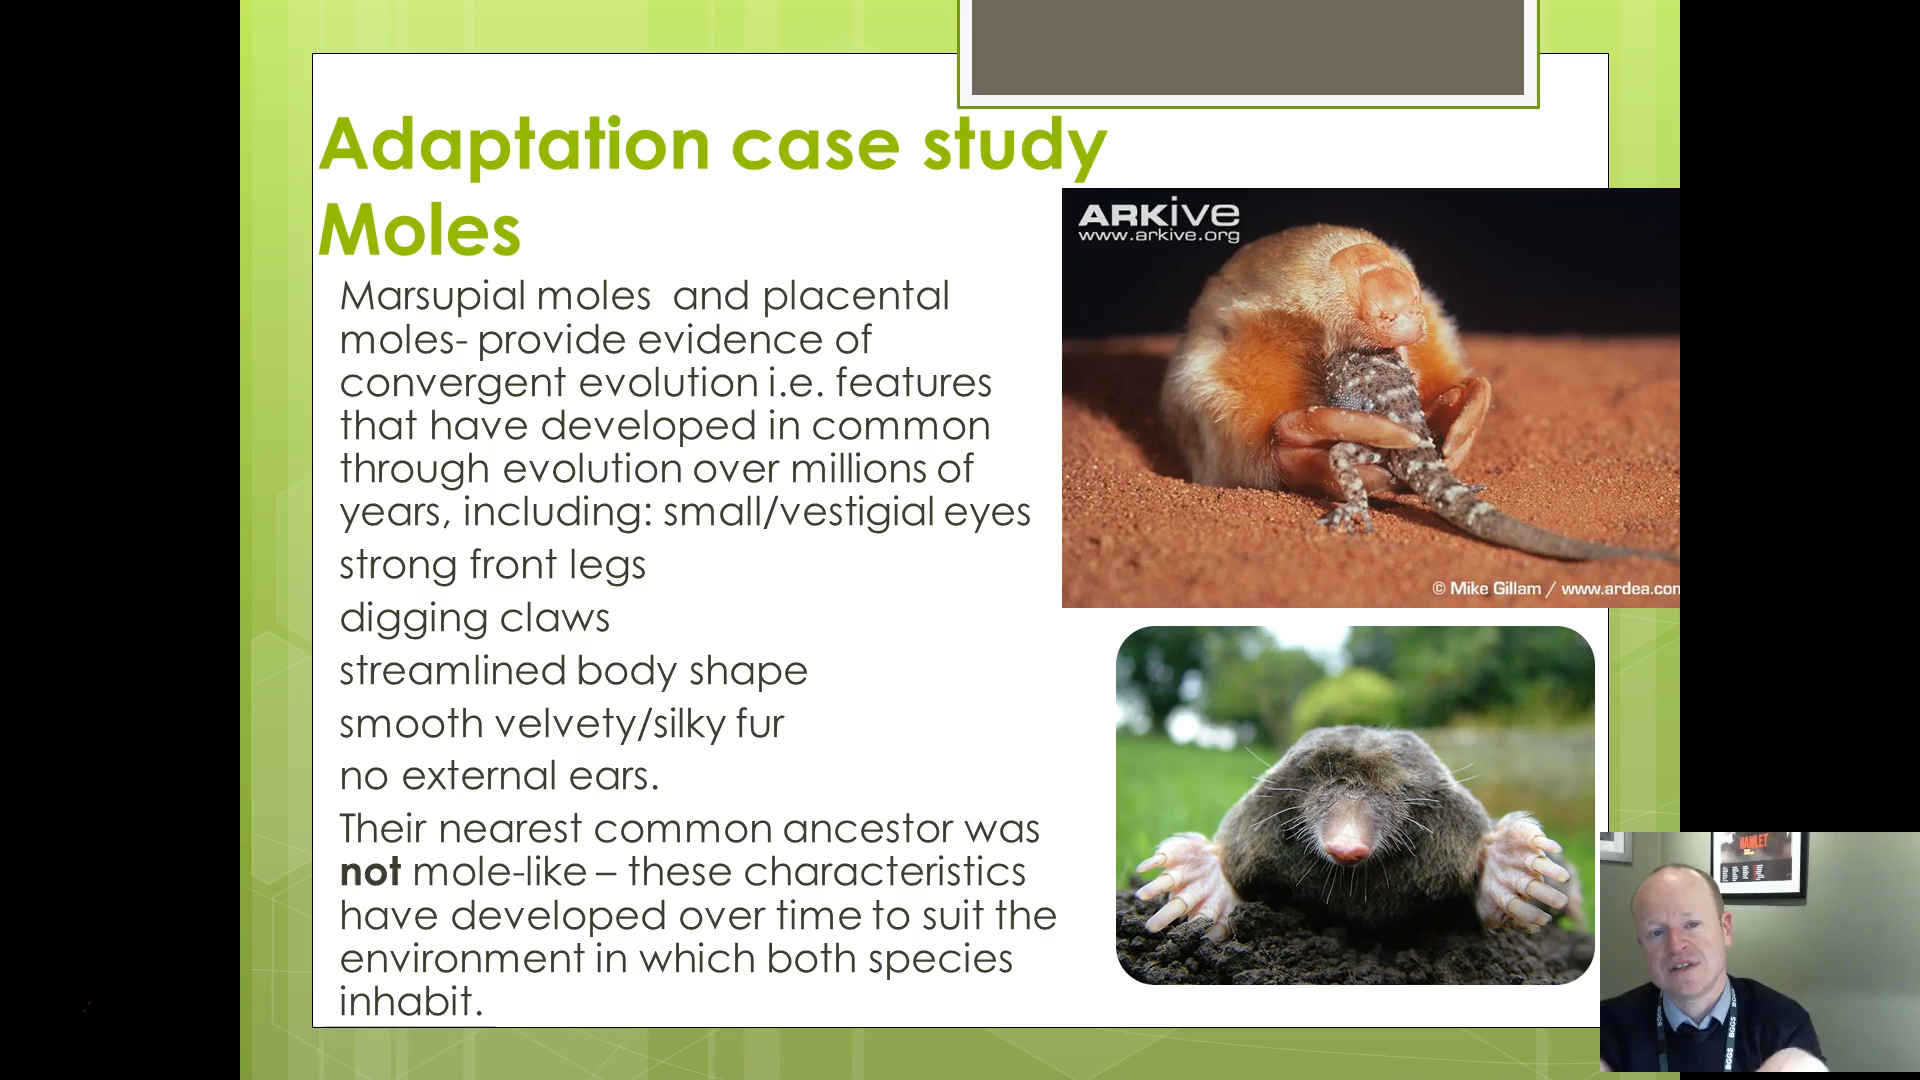 Adaptation case study
Moles
Marsupial moles  and placental
moles- provide evidence of
convergent evolution i.e. features
that have developed in common
through evolution over millions of
years, including: small/vestigial eyes
strong front legs
digging claws
streamlined body shape
smooth velvety/silky fur
no external ears.
Their nearest common ancestor was
not mole-like – these characteristics
have developed over time to suit the
environment in which both species
inhabit.
ARKive
www.arkive.org
© Mike Gillam / www.ardea.com
HAMLET
BGGS
BGGS